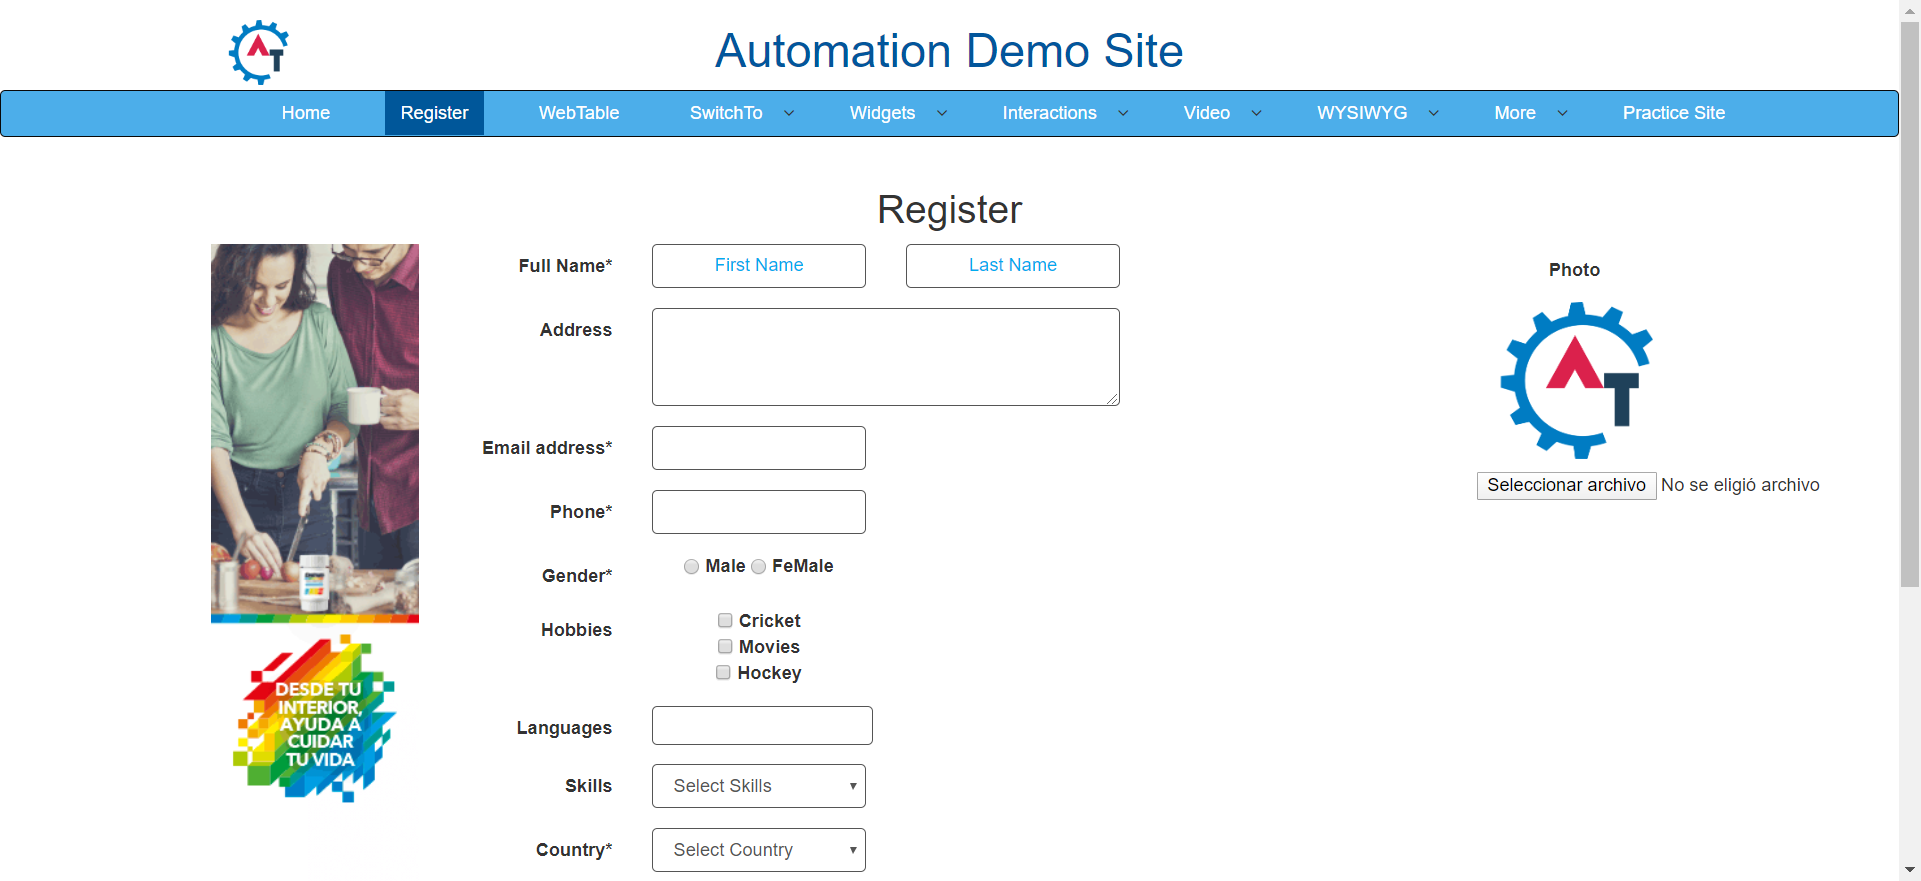 AT
Automation Demo Site
Home Register WebTable SwitchTo Widgets Interactions Video WYSIWYG More Practice Site
Register
Full Name* First Name Last Name
Photo
Address
AT
Email address*
Seleccionar archivo No se eligió archivo
Phone*
Gender* Male FeMale
Hobbies Cricket
Movies
Hockey
DESDE TU
INTERIOR,
AYUDA A
CUIDAR
TU VIDA
Languages
Skills Select Skills
Country* Select Country